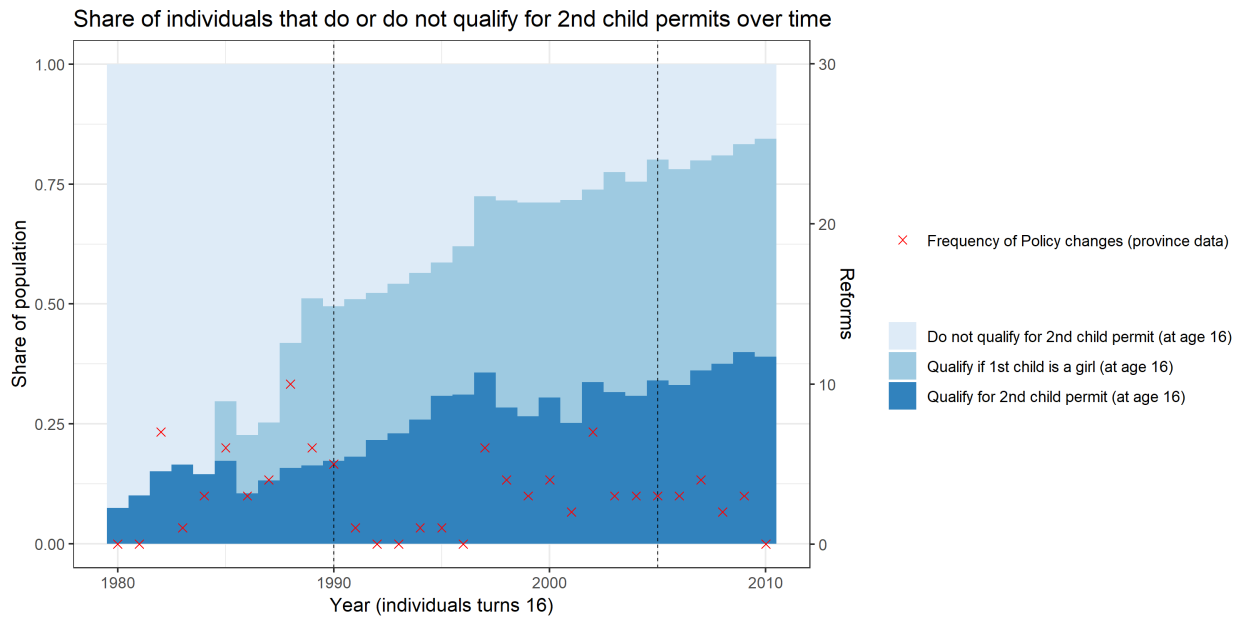 Share of individuals that do or do not qualify for 2nd child permits over time
1.00
0.75
0.50
0.25
0.00
Share of population
30
20
10
0
Reforms
1980
1990
2000
2010
Year (individuals turns 16)
Frequency of Policy changes (province data)
Do not qualify for 2nd child permit (at age 16)
Qualify if 1st child is a girl (at age 16)
Qualify for 2nd child permit (at age 16)